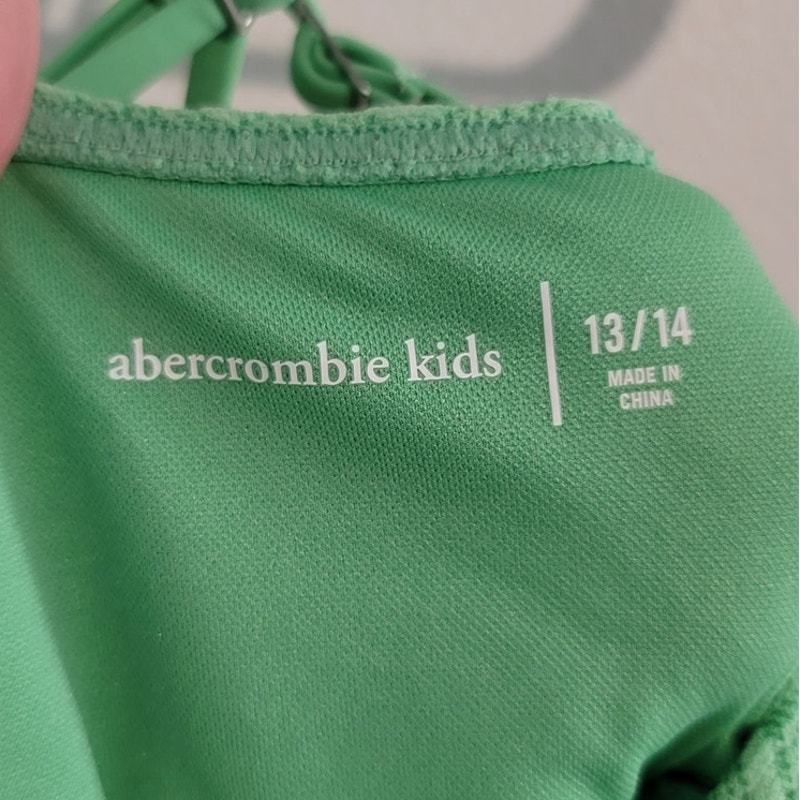 abercrombie kids
13/14
MADE IN
CHINA